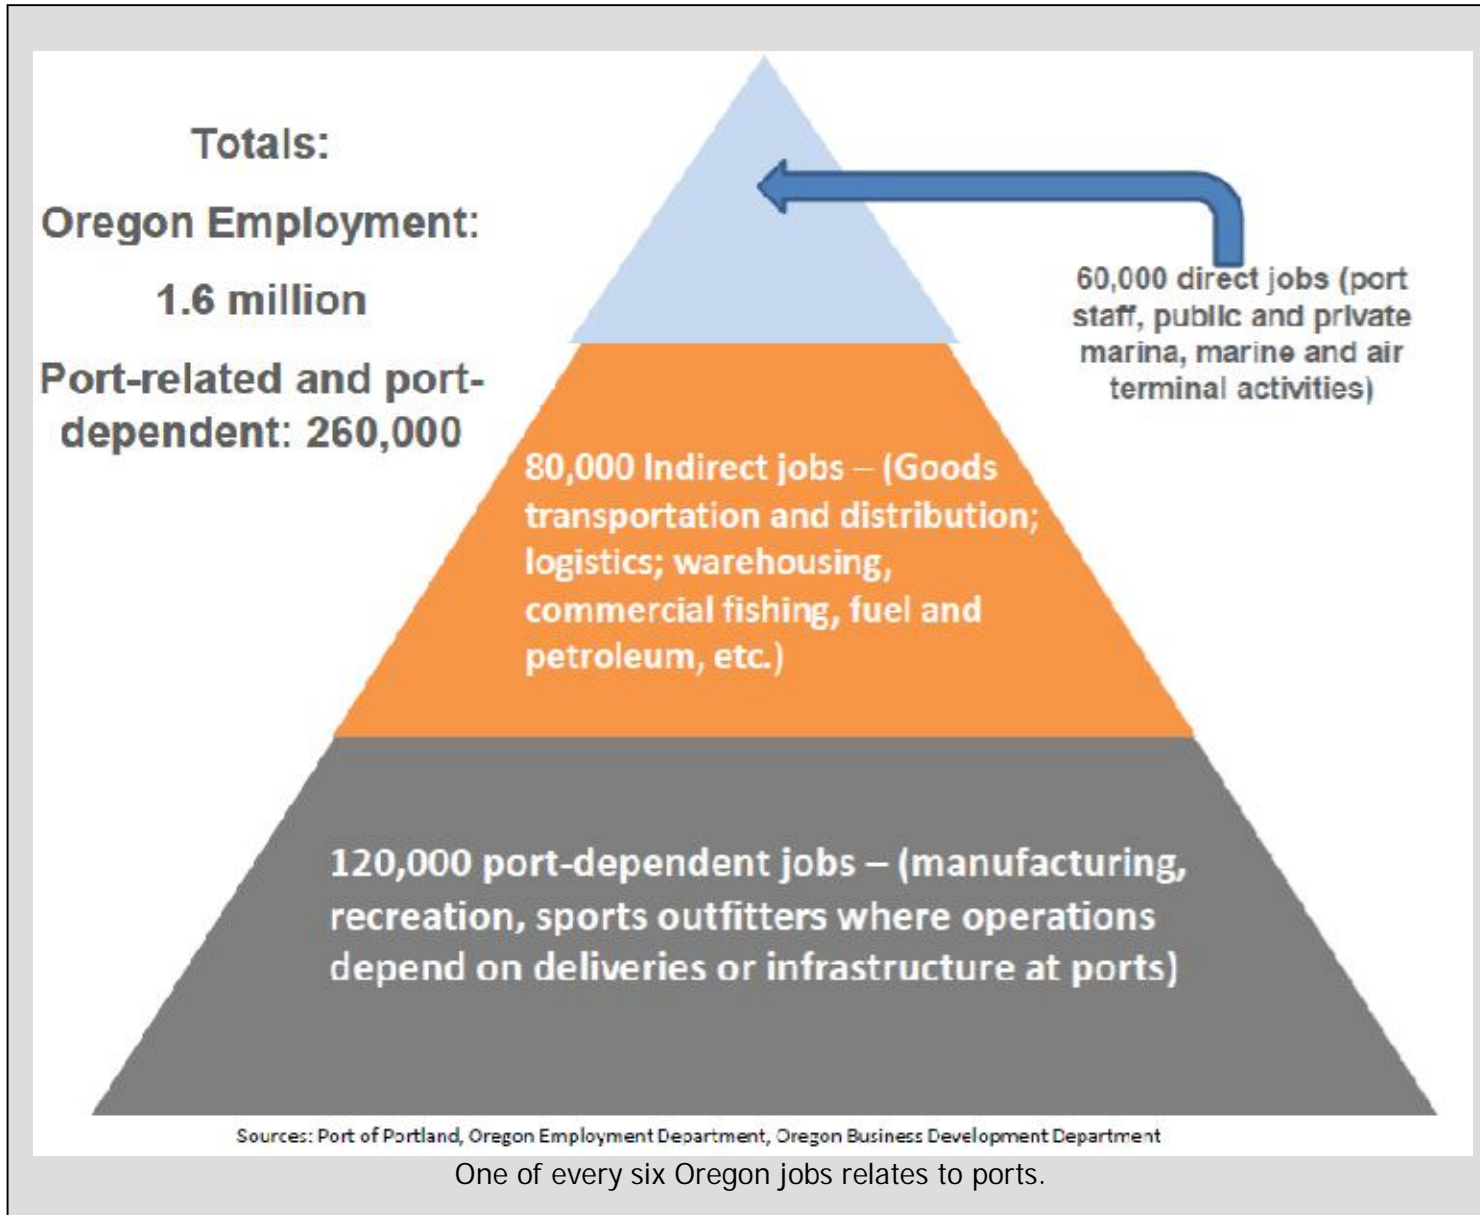 Totals:
Oregon Employment:
1.6 million
Port-related and port-
dependent: 260,000
60,000 direct jobs (port
staff, public and private
marina, marine and air
terminal activities)
80,000 Indirect jobs – (Goods
transportation and distribution;
logistics; warehousing,
commercial fishing, fuel and
petroleum, etc.)
120,000 port-dependent jobs – (manufacturing,
recreation, sports outfitters where operations
depend on deliveries or infrastructure at ports)
Sources: Port of Portland, Oregon Employment Department, Oregon Business Development Department
One of every six Oregon jobs relates to ports.